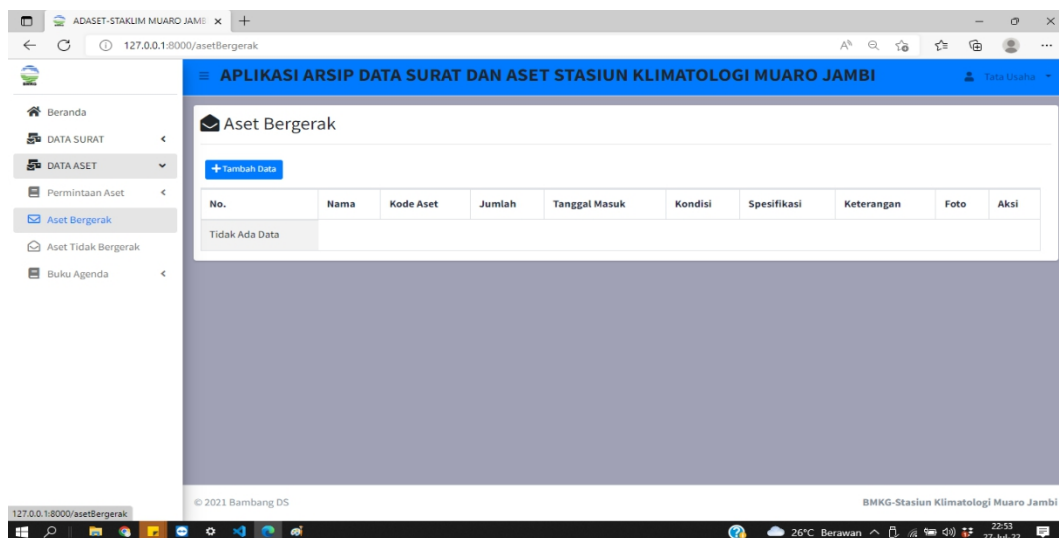 ADASET-STAKLIM MUARO JAMB
127.0.0.1:8000/asetBergerak
APLIKASI ARSIP DATA SURAT DAN ASET STASIUN KLIMATOLOGI MUARO JAMBI
Tata Usaha
Beranda
DATA SURAT
DATA ASET
Permintaan Aset
Aset Bergerak
Aset Tidak Bergerak
Buku Agenda
Aset Bergerak
+Tambah Data
No. Nama Kode Aset Jumlah Tanggal Masuk Kondisi Spesifikasi Keterangan Foto Aksi
Tidak Ada Data
© 2021 Bambang DS
BMKG-Stasiun Klimatologi Muaro Jambi
127.0.0.1:8000/asetBergerak
26°C Berawan
22:53
27-Jul-22